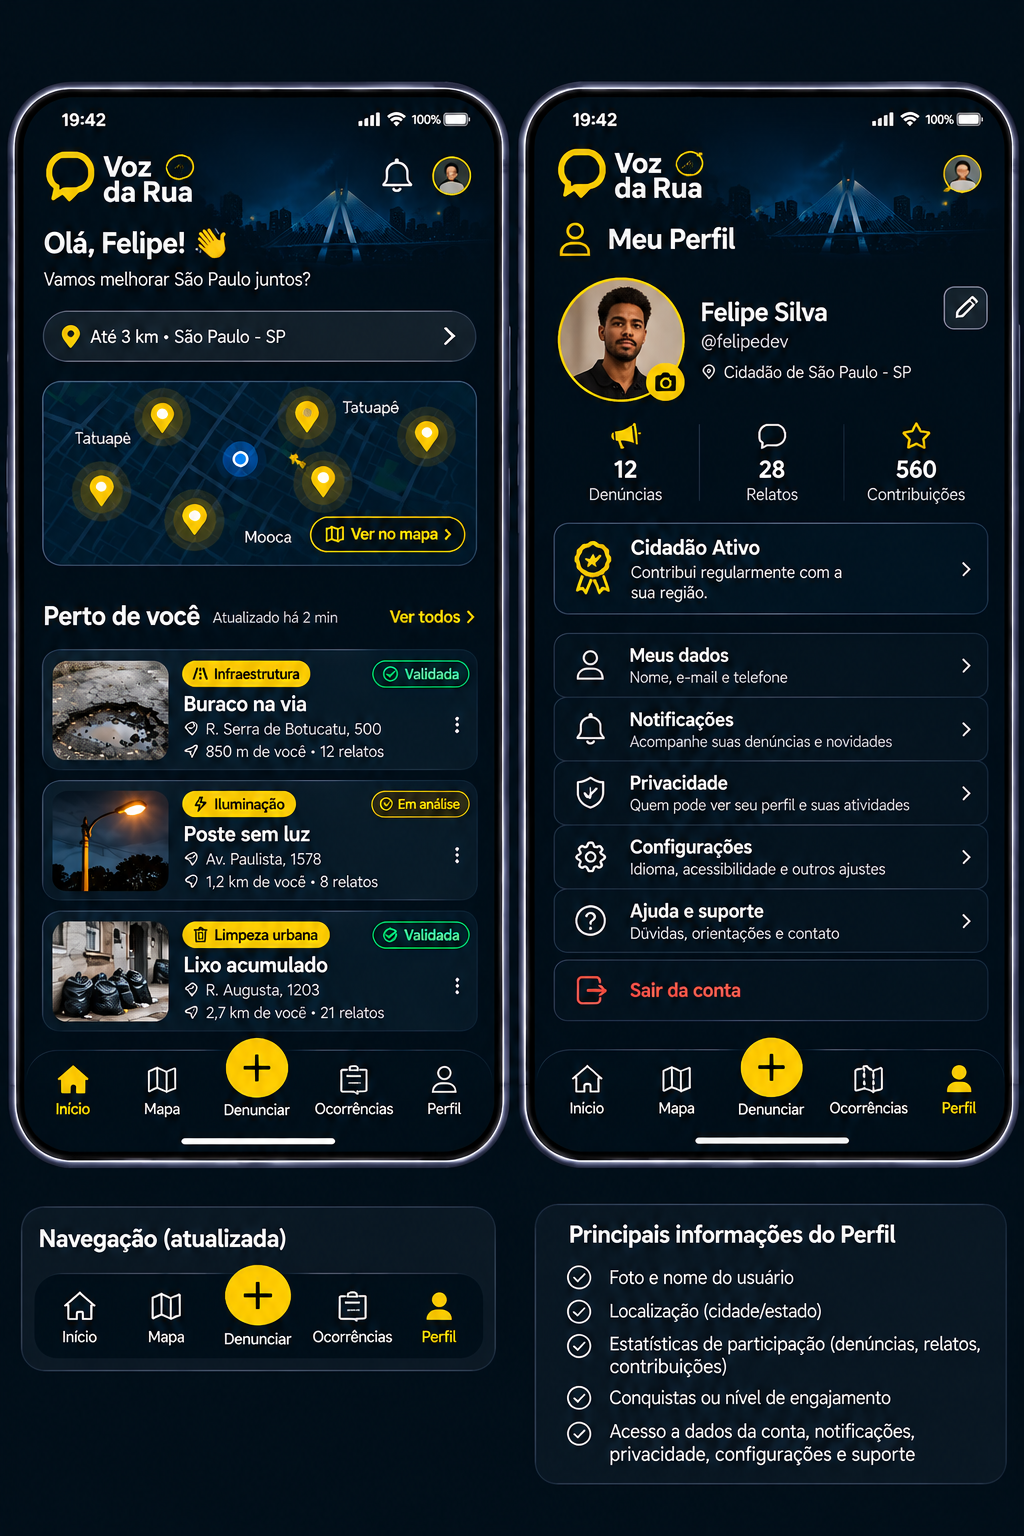 19:42
100%
Voz
da Rua
Olá, Felipe! 👋
Vamos melhorar São Paulo juntos?
Até 3 km • São Paulo - SP
Tatuapê
Tatuapè
Mooca
Ver no mapa
Perto de você
Atualizado há 2 min
Ver todos
Infraestrutura
Validada
Buraco na via
R. Serra de Botucatu, 500
850 m de você • 12 relatos
Iluminação
Em análise
Poste sem luz
Av. Paulista, 1578
1,2 km de você • 8 relatos
Limpeza urbana
Validada
Lixo acumulado
R. Augusta, 1203
2,7 km de você • 21 relatos
Início
Mapa
Denunciar
Ocorrências
Perfil
19:42
100%
Voz
da Rua
Meu Perfil
Felipe Silva
@felipedev
Cidadão de São Paulo - SP
12
Denúncias
28
Relatos
560
Contribuições
Cidadão Ativo
Contribui regularmente com a
sua região.
Meus dados
Nome, e-mail e telefone
Notificações
Acompanhe suas denúncias e novidades
Privacidade
Quem pode ver seu perfil e suas atividades
Configurações
Idioma, acessibilidade e outros ajustes
Ajuda e suporte
Dúvidas, orientações e contato
Sair da conta
Início
Mapa
Denunciar
Ocorrências
Perfil
Navegação (atualizada)
Início
Mapa
Denunciar
Ocorrências
Perfil
Principais informações do Perfil
Foto e nome do usuário
Localização (cidade/estado)
Estatísticas de participação (denúncias, relatos,
contribuições)
Conquistas ou nível de engajamento
Acesso a dados da conta, notificações,
privacidade, configurações e suporte